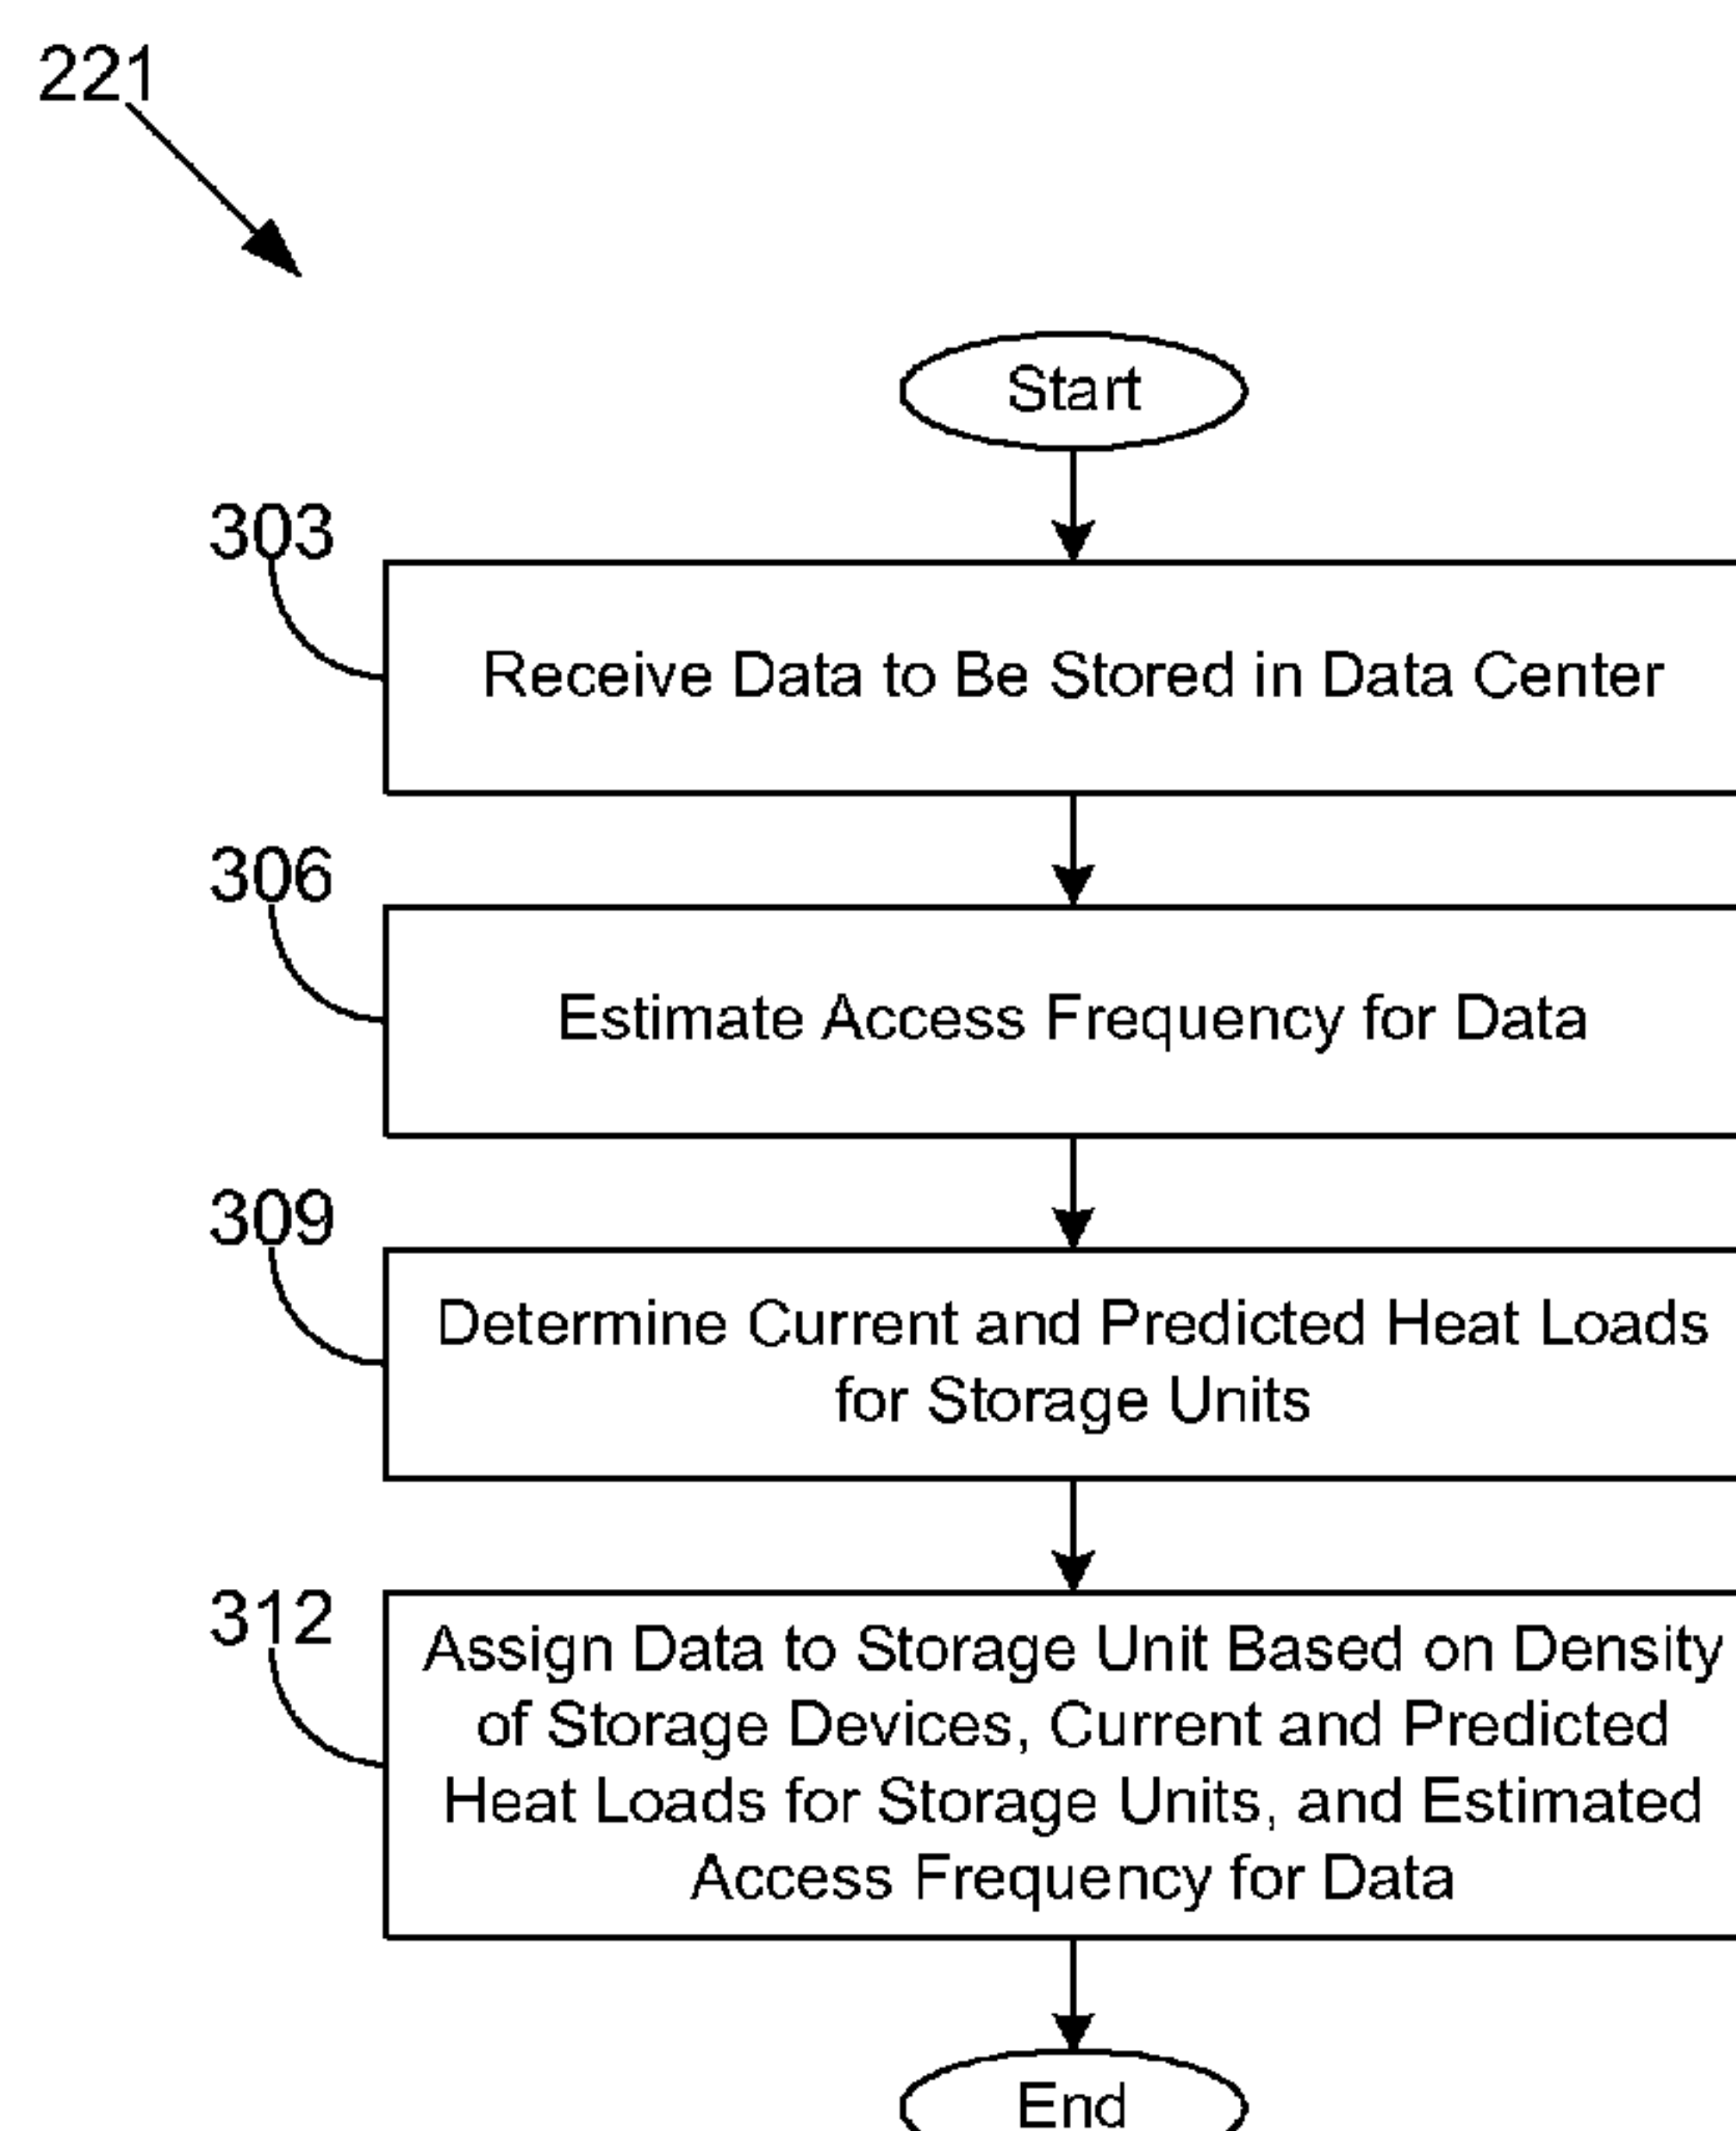 221
Start
303
Receive Data to Be Stored in Data Center
306
Estimate Access Frequency for Data
309
Determine Current and Predicted Heat Loads
for Storage Units
312
Assign Data to Storage Unit Based on Density
of Storage Devices, Current and Predicted
Heat Loads for Storage Units, and Estimated
Access Frequency for Data
End